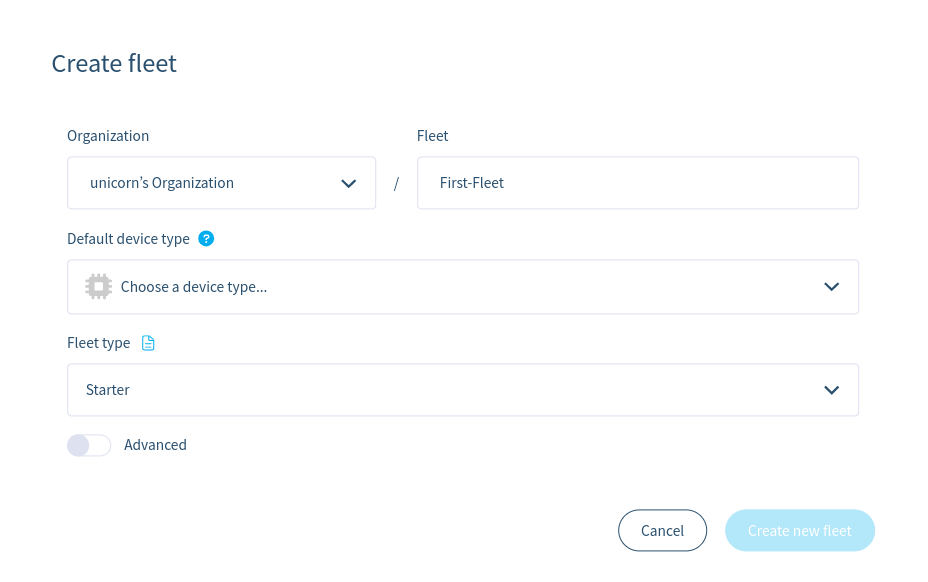 Create fleet
Organization
Fleet
unicorn’s Organization
/
First-Fleet
Default device type ?
Choose a device type...
Fleet type
Starter
Advanced
Cancel
Create new fleet